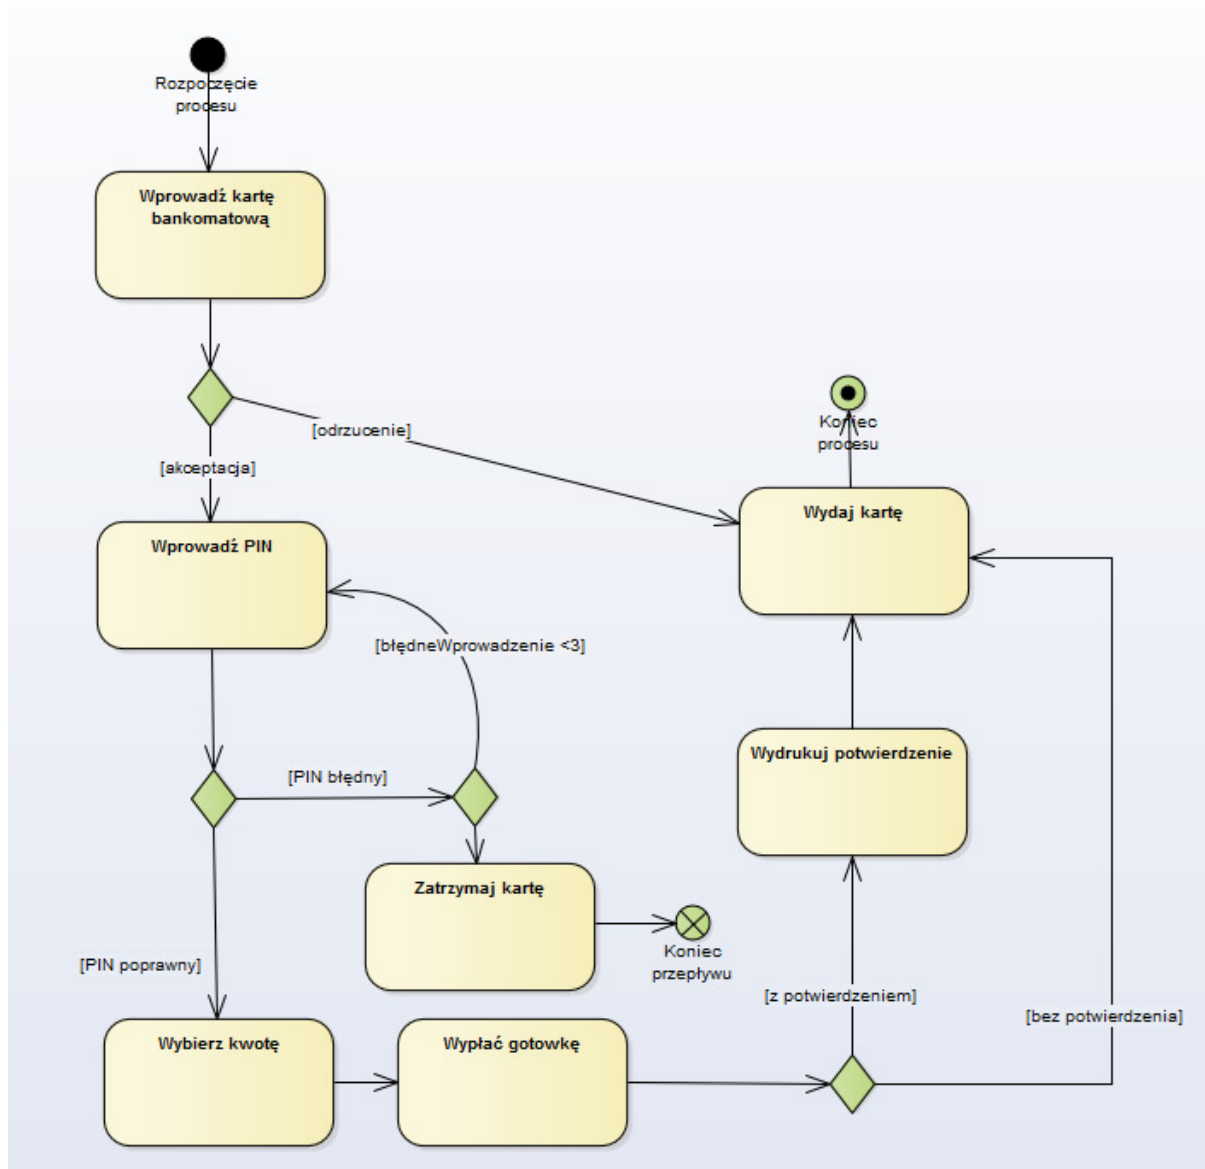 Rozpoczęcie
procesu
Wprowadź kartę
bankomatową
[odrzucenie]
[akceptacja]
Koniec
procesu
Wydaj kartę
Wprowadź PIN
[błędneWprowadzenie <3]
[PIN błędny]
Wydrukuj potwierdzenie
Zatrzymaj kartę
Koniec
przepływu
[PIN poprawny]
[z potwierdzeniem]
[bez potwierdzenia]
Wybierz kwotę
Wypłać gotowkę